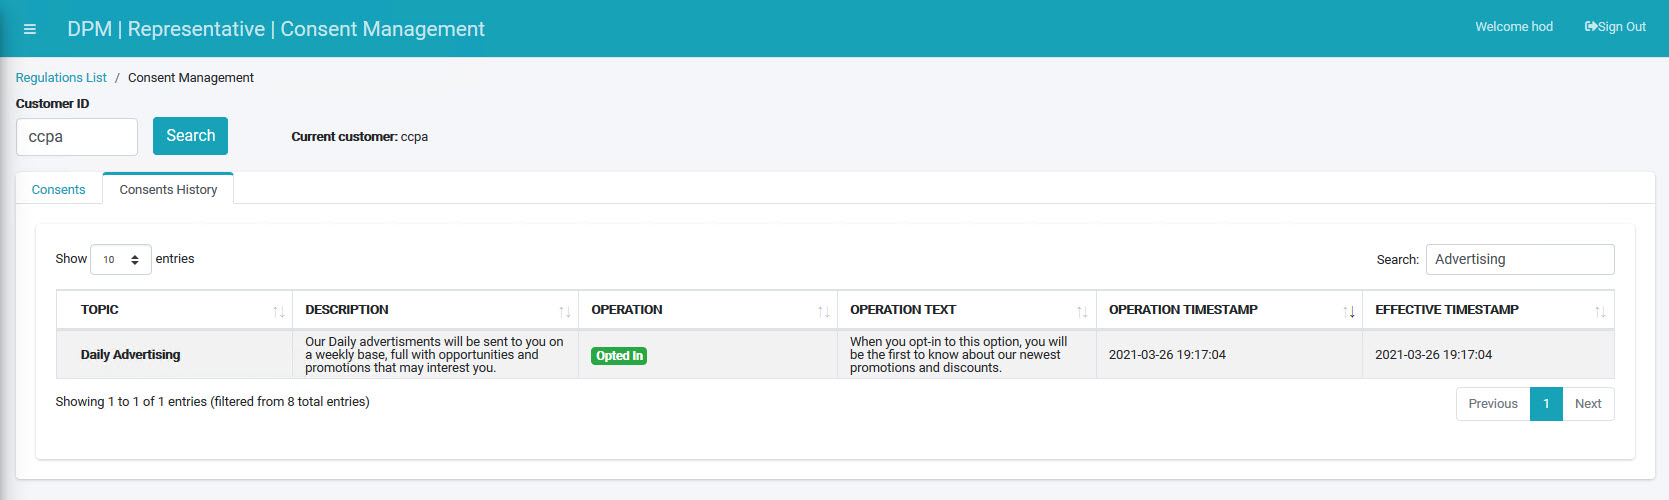 DPM | Representative | Consent Management
Welcome hod
Sign Out
Regulations List / Consent Management
Customer ID
ccpa
Search
Current customer: ccpa
Consents
Consents History
Show 10 entries
Search: Advertising
TOPIC
DESCRIPTION
OPERATION
OPERATION TEXT
OPERATION TIMESTAMP
EFFECTIVE TIMESTAMP
Daily Advertising
Our Daily advertisments will be sent to you on
a weekly base, full with opportunities and
promotions that may interest you.
Opted In
When you opt-in to this option, you will
be the first to know about our newest
promotions and discounts.
2021-03-26 19:17:04
2021-03-26 19:17:04
Showing 1 to 1 of 1 entries (filtered from 8 total entries)
Previous
1
Next